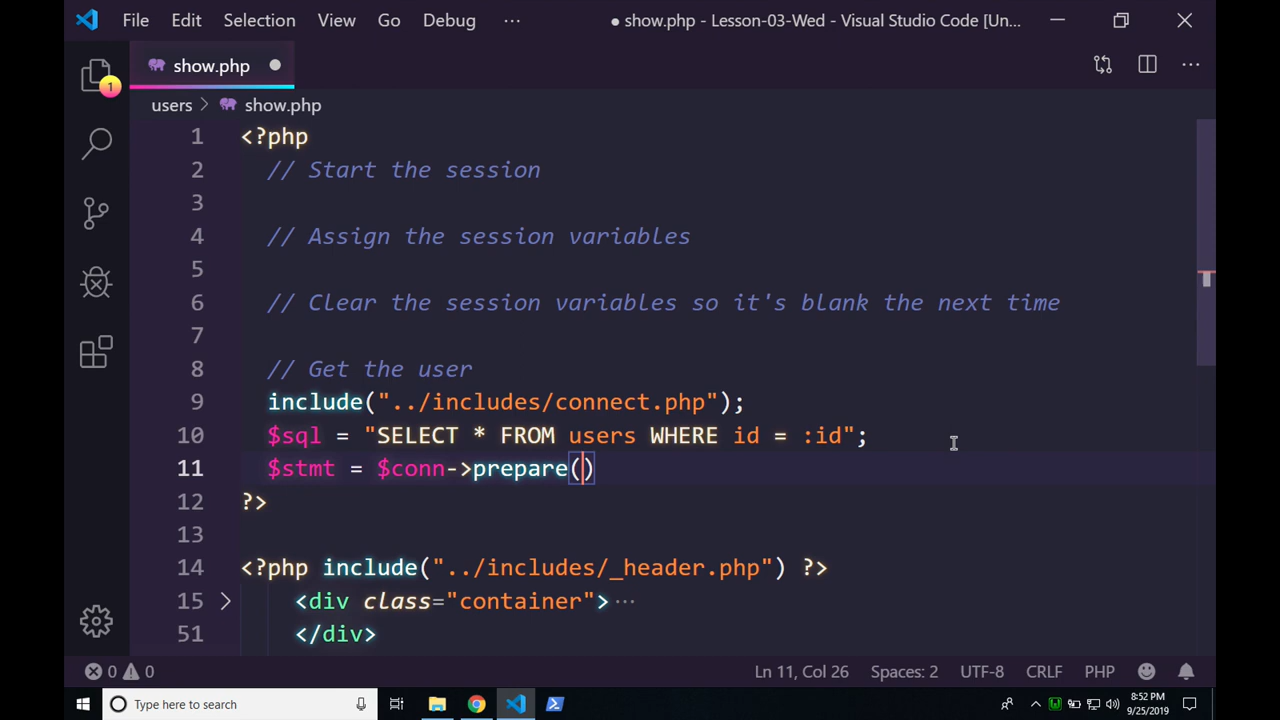 File Edit Selection View Go Debug ··· ● show.php - Lesson-03-Wed - Visual Studio Code [Un...
show.php ●
users > show.php
1 <?php
2 // Start the session
3
4 // Assign the session variables
5
6 // Clear the session variables so it's blank the next time
7
8 // Get the user
9 include("../includes/connect.php");
10 $sql = "SELECT * FROM users WHERE id = :id";
11 $stmt = $conn->prepare()
12 ?>
13
14 <?php include("../includes/_header.php") ?>
15 <div class="container">···
51 </div>
1
0 0 Ln 11, Col 26 Spaces: 2 UTF-8 CRLF PHP
Type here to search
8:52 PM
9/25/2019